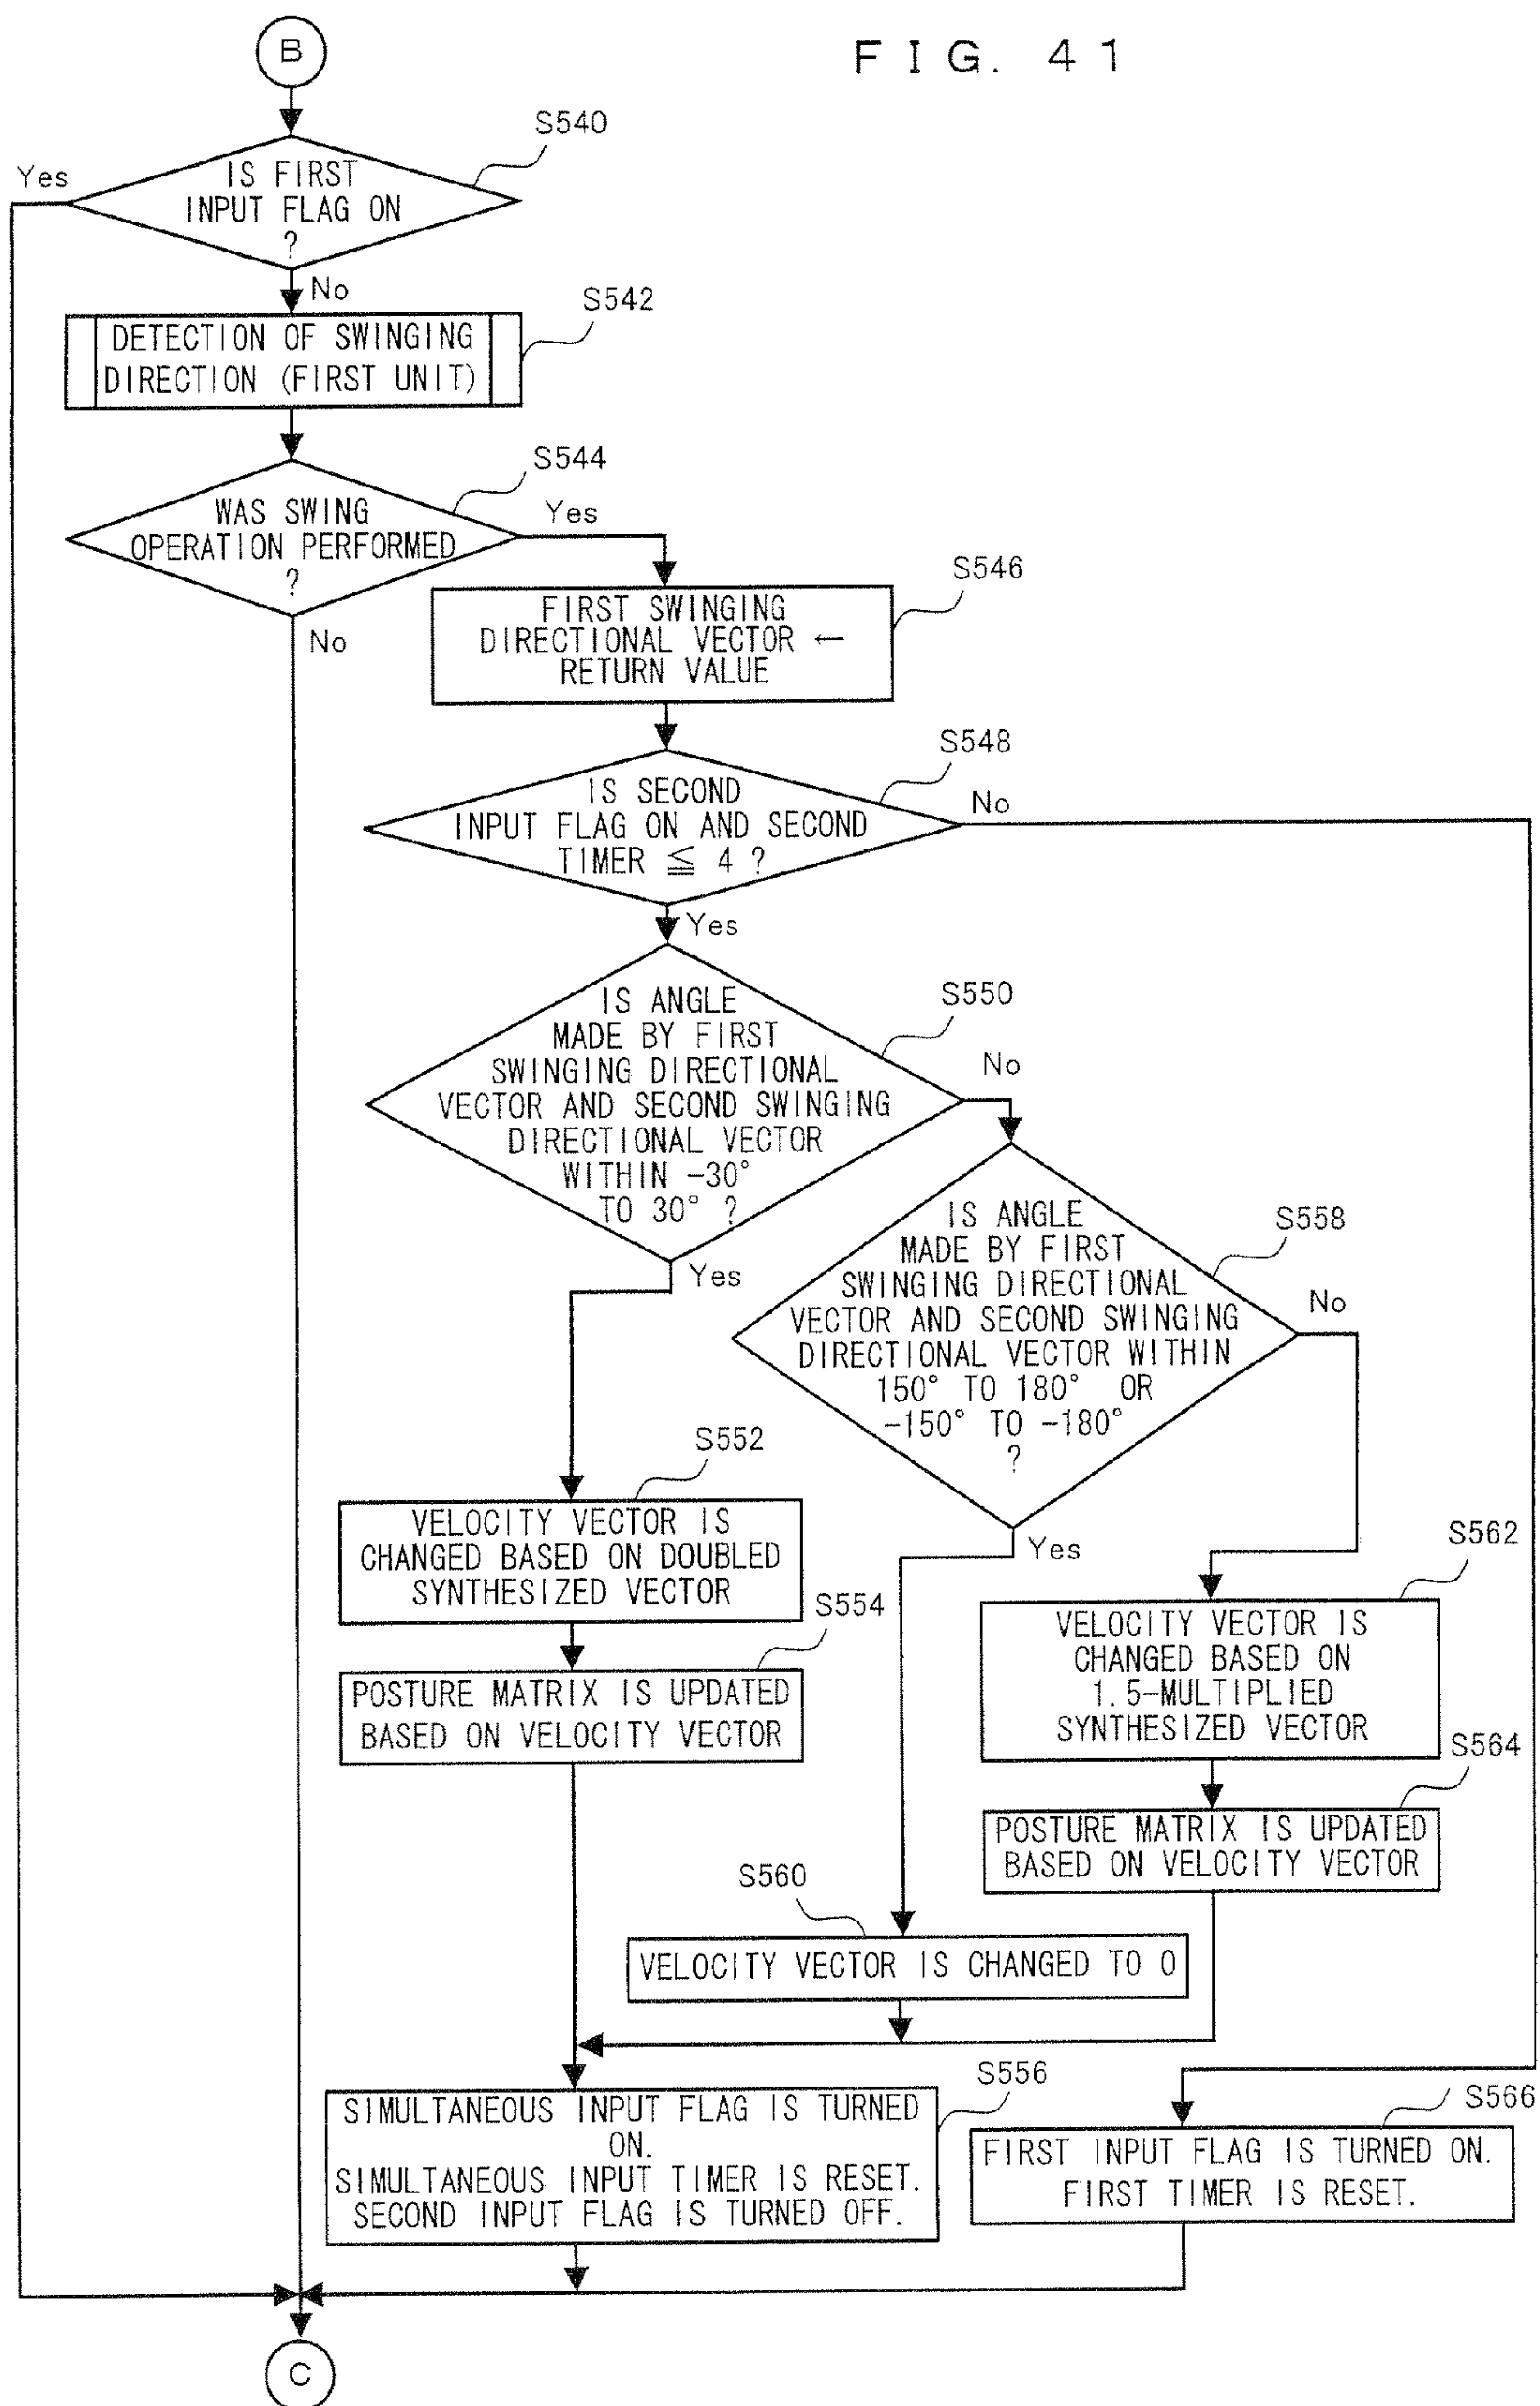 F I G. 4 1
B
S540
Yes
IS FIRST
INPUT FLAG ON
?
No
S542
DETECTION OF SWINGING
DIRECTION (FIRST UNIT)
S544
WAS SWING
OPERATION PERFORMED
?
Yes
No
S546
FIRST SWINGING
DIRECTIONAL VECTOR ←
RETURN VALUE
S548
IS SECOND
INPUT FLAG ON AND SECOND
TIMER ≦ 4 ?
No
Yes
S550
IS ANGLE
MADE BY FIRST
SWINGING DIRECTIONAL
VECTOR AND SECOND SWINGING
DIRECTIONAL VECTOR
WITHIN -30°
TO 30° ?
No
Yes
S558
IS ANGLE
MADE BY FIRST
SWINGING DIRECTIONAL
VECTOR AND SECOND SWINGING
DIRECTIONAL VECTOR WITHIN
150° TO 180° OR
-150° TO -180°
?
No
Yes
S552
VELOCITY VECTOR IS
CHANGED BASED ON DOUBLED
SYNTHESIZED VECTOR
S554
POSTURE MATRIX IS UPDATED
BASED ON VELOCITY VECTOR
S562
VELOCITY VECTOR IS
CHANGED BASED ON
1.5-MULTIPLIED
SYNTHESIZED VECTOR
S564
POSTURE MATRIX IS UPDATED
BASED ON VELOCITY VECTOR
S560
VELOCITY VECTOR IS CHANGED TO 0
S556
SIMULTANEOUS INPUT FLAG IS TURNED
ON.
SIMULTANEOUS INPUT TIMER IS RESET.
SECOND INPUT FLAG IS TURNED OFF.
S566
FIRST INPUT FLAG IS TURNED ON.
FIRST TIMER IS RESET.
C